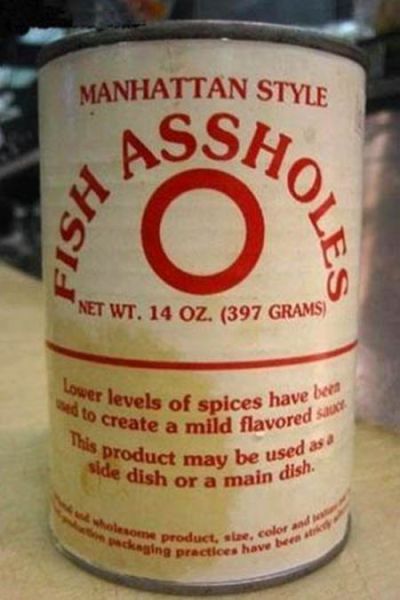 MANHATTAN STYLE
FISH ASSHOLES
NET WT. 14 OZ. (397 GRAMS)
Lower levels of spices have been
used to create a mild flavored sauce.
This product may be used as a
side dish or a main dish.
and wholesome product, size, color and
production packaging practices have been strictly